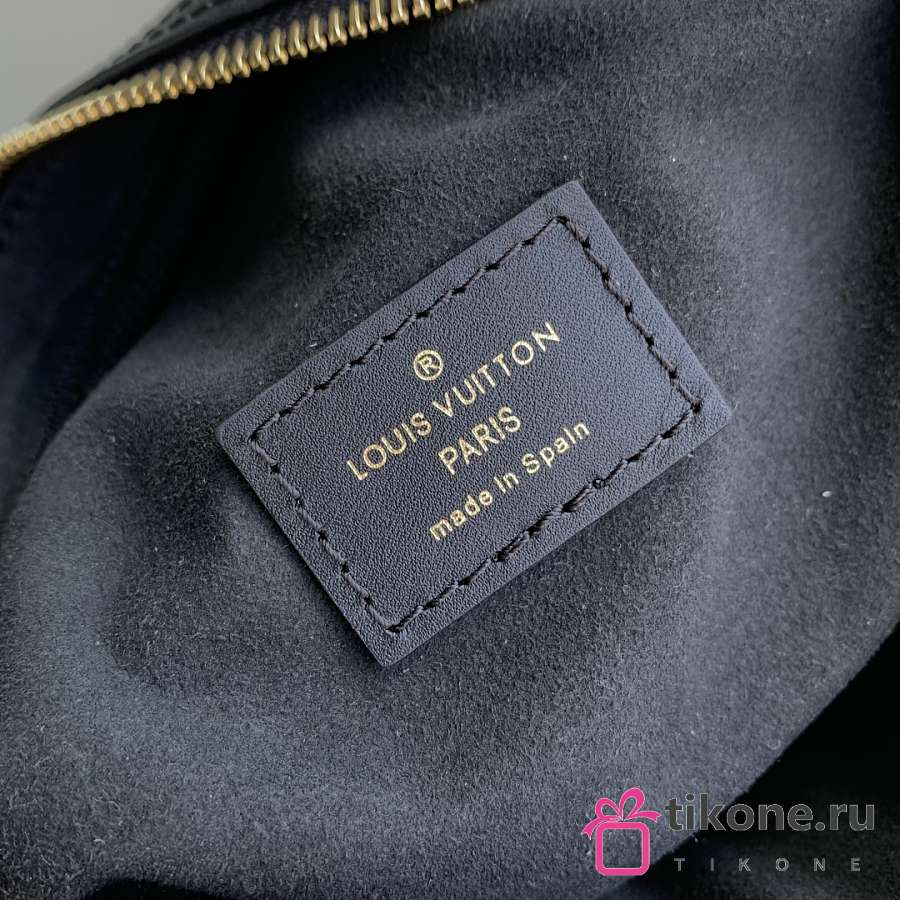 ®
LOUIS VUITTON
PARIS
made in Spain
tikone.ru
TIKONE